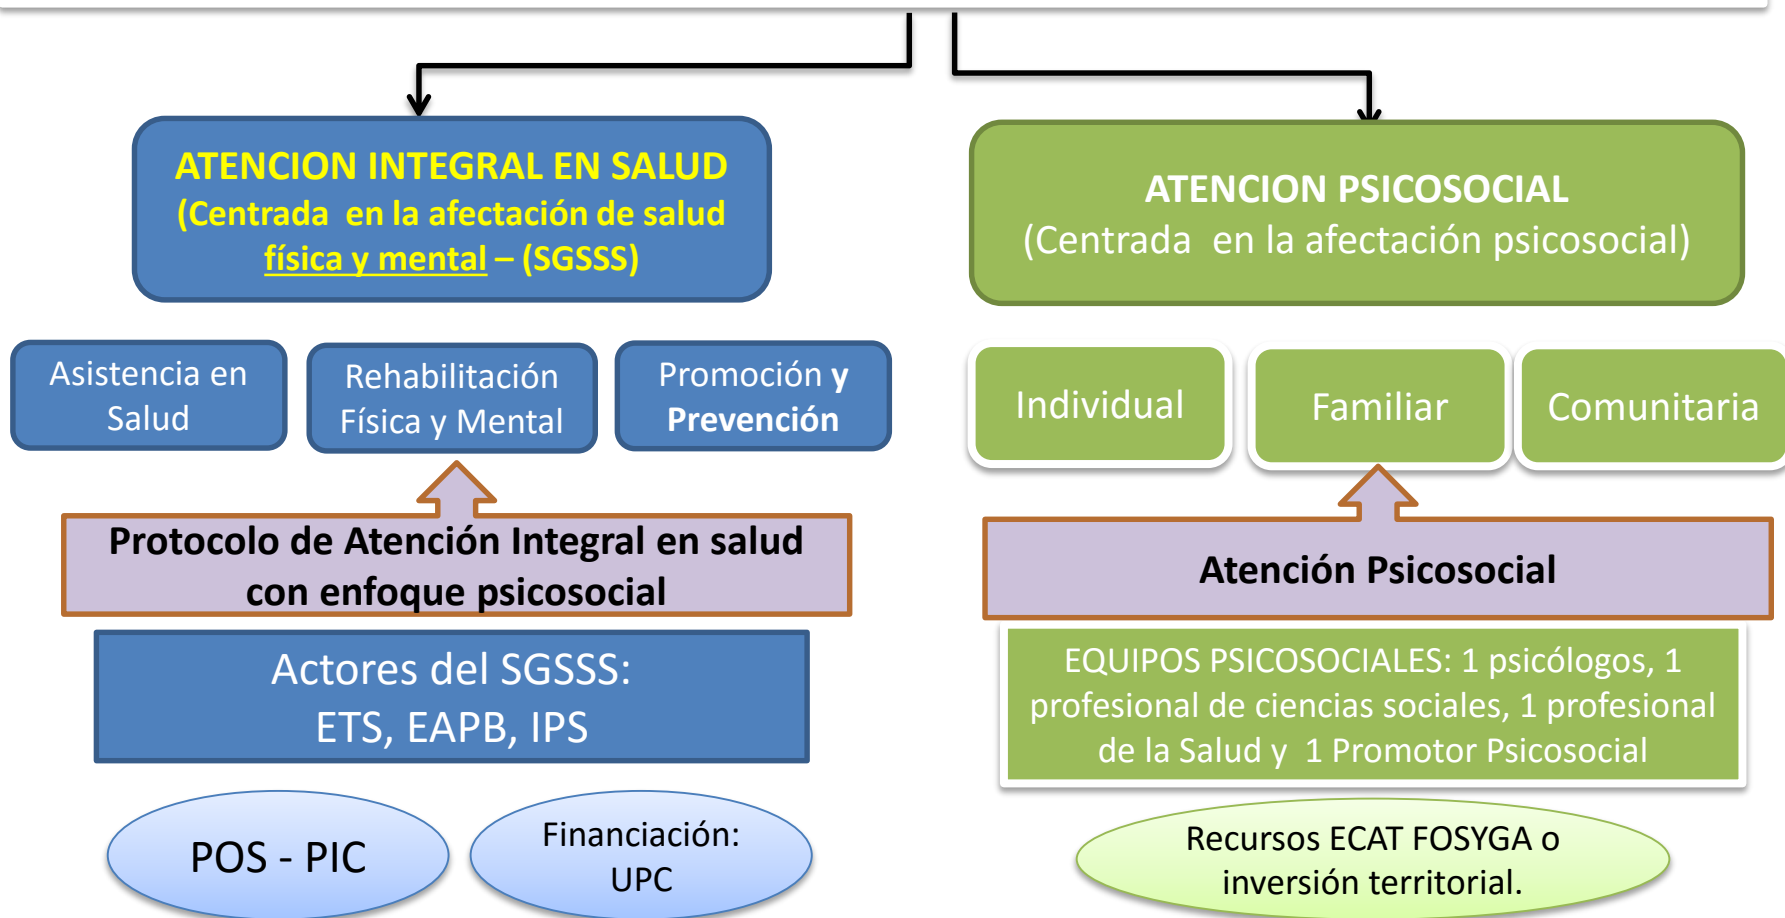 ATENCION INTEGRAL EN SALUD
(Centrada en la afectación de salud
física y mental – (SGSSS)
ATENCION PSICOSOCIAL
(Centrada en la afectación psicosocial)
Asistencia en
Salud
Rehabilitación
Física y Mental
Promoción y
Prevención
Individual
Familiar
Comunitaria
Protocolo de Atención Integral en salud
con enfoque psicosocial
Atención Psicosocial
Actores del SGSSS:
ETS, EAPB, IPS
EQUIPOS PSICOSOCIALES: 1 psicólogos, 1
profesional de ciencias sociales, 1 profesional
de la Salud y 1 Promotor Psicosocial
POS - PIC
Financiación:
UPC
Recursos ECAT FOSYGA o
inversión territorial.